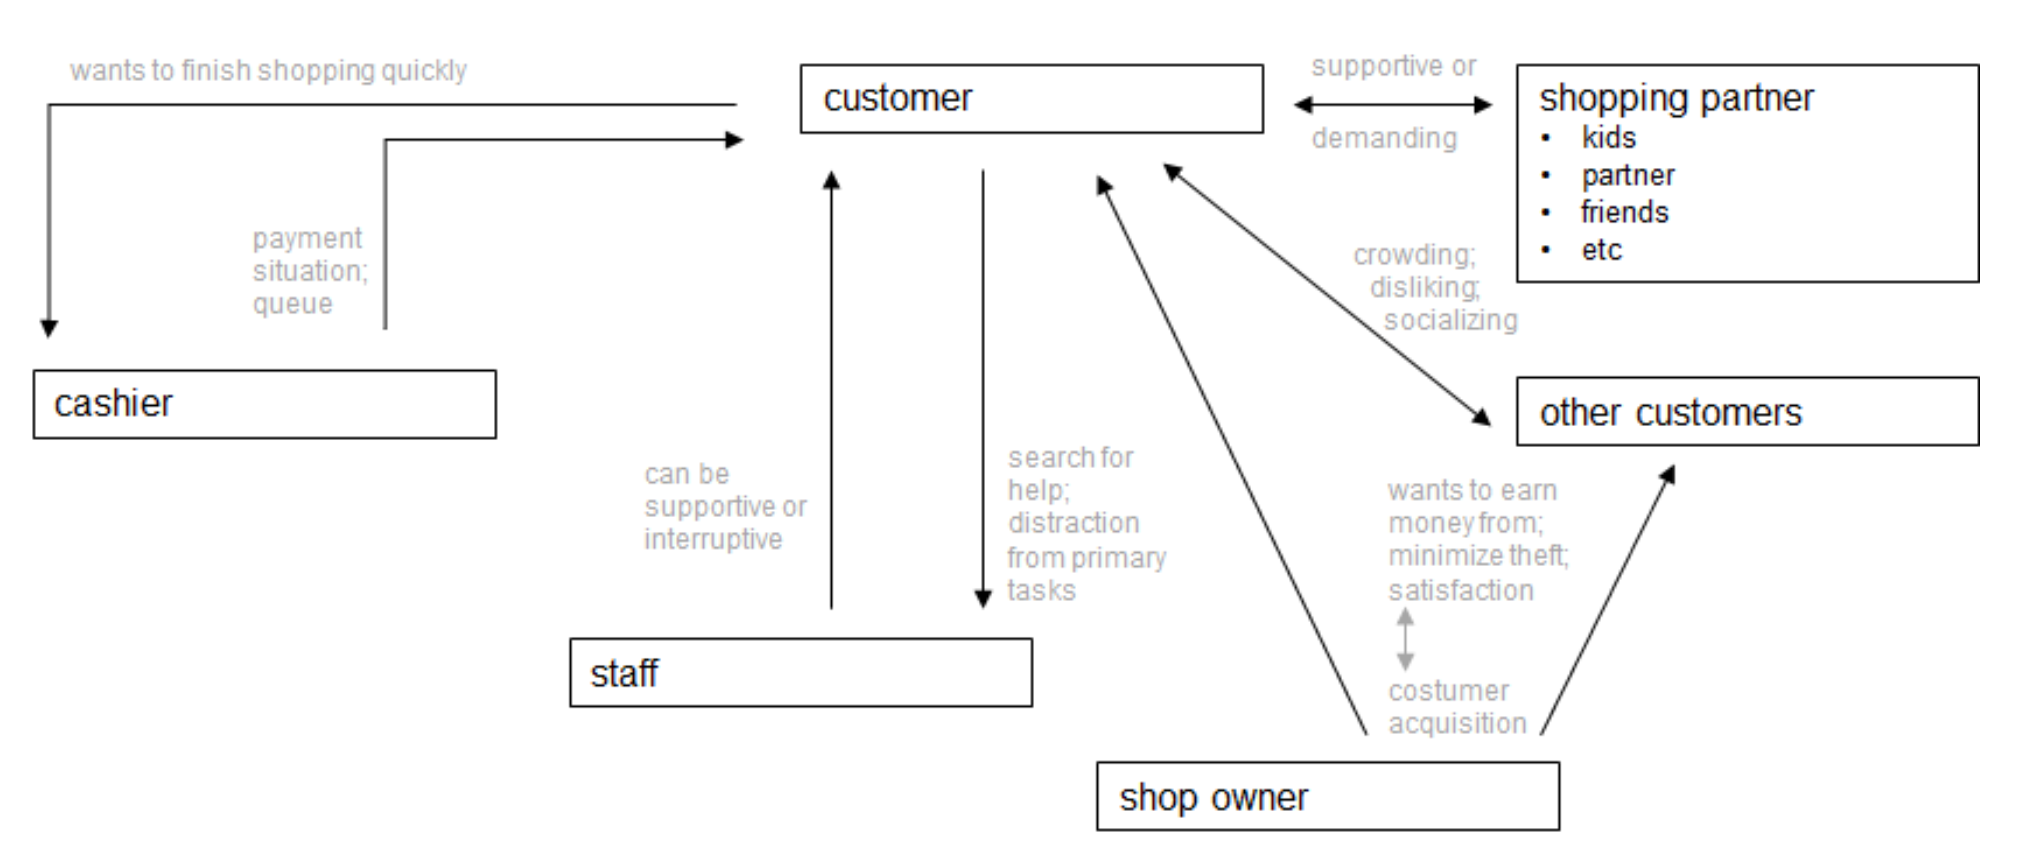 wants to finish shopping quickly
customer
supportive or
demanding
shopping partner
• kids
• partner
• friends
• etc
payment
situation;
queue
crowding;
disliking;
socializing
cashier
other customers
can be
supportive or
interruptive
search for
help;
distraction
from primary
tasks
wants to earn
money from;
minimize theft;
satisfaction
costumer
acquisition
staff
shop owner